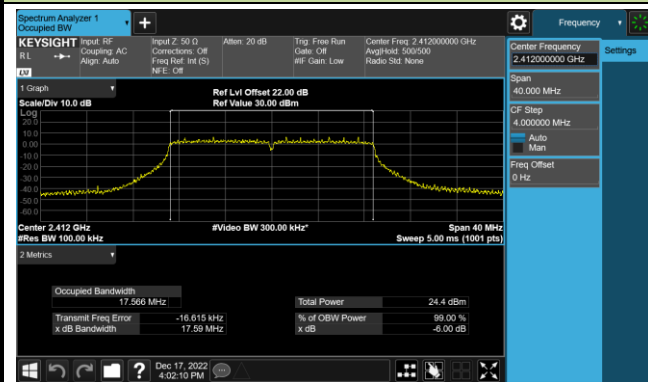 Spectrum Analyzer 1
Occupied BW
+
Frequency
KEYSIGHT
RL
LXI
Input: RF
Coupling: AC
Align: Auto
Input Z: 50 Ω
Corrections: Off
Freq Ref: Int (S)
NFE: Off
Atten: 20 dB
Trig: Free Run
Gate: Off
#IF Gain: Low
Center Freq: 2.412000000 GHz
Avg|Hold: 500/500
Radio Std: None
Center Frequency
2.412000000 GHz
Settings
Span
40.000 MHz
CF Step
4.000000 MHz
Auto
Man
Freq Offset
0 Hz
1 Graph
Scale/Div 10.0 dB
Ref Lvl Offset 22.00 dB
Ref Value 30.00 dBm
Log
20.0
10.0
0.00
-10.0
-20.0
-30.0
-40.0
-50.0
-60.0
Center 2.412 GHz
#Video BW 300.00 kHz*
Span 40 MHz
#Res BW 100.00 kHz
Sweep 5.00 ms (1001 pts)
2 Metrics
Occupied Bandwidth
17.566 MHz
Total Power 24.4 dBm
Transmit Freq Error -16.615 kHz
% of OBW Power 99.00 %
x dB Bandwidth 17.59 MHz
x dB -6.00 dB
?
Dec 17, 2022
4:02:10 PM